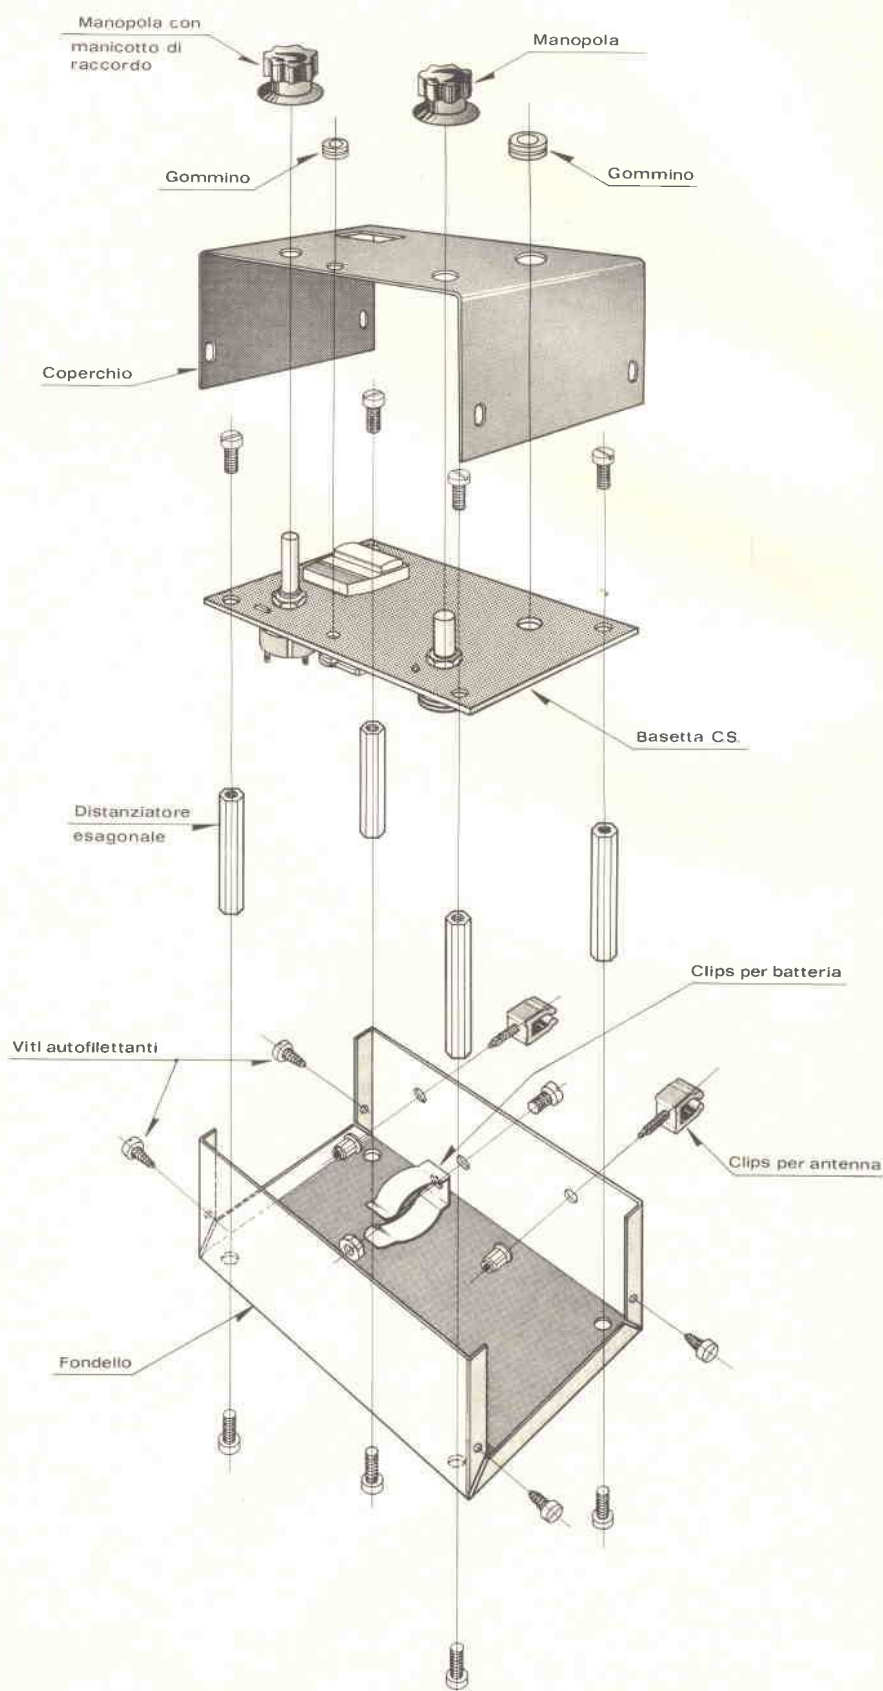 Manopola con
manicotto di
raccordo
Manopola
Gommino
Gommino
Coperchio
Basetta CS.
Distanziatore
esagonale
Clips per batteria
Viti autofilettanti
Clips per antenna
Fondello